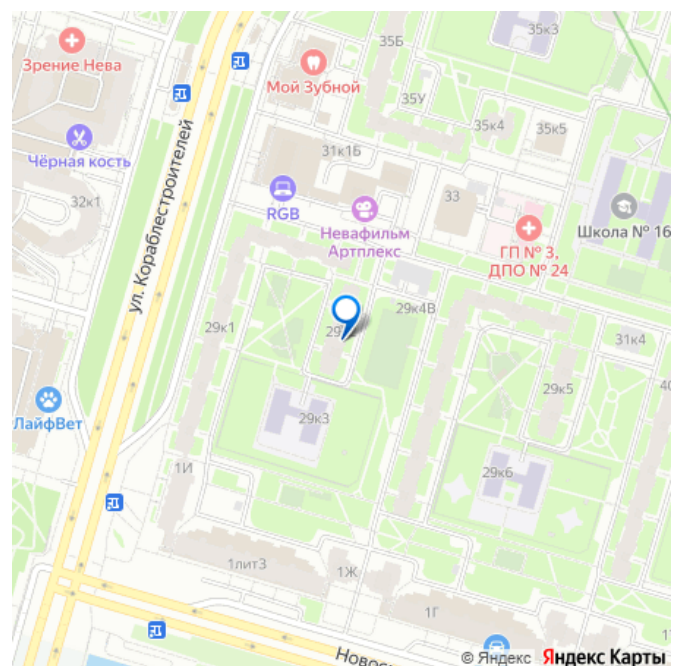 35к3
35Б
Зрение Нева
Мой Зубной
35У
35к4
35к5
ул. Кораблестроителей
Чёрная кость
31к1Б
32к1
RGB
33
Невафильм
Артплекс
Школа № 16
ГП № 3,
ДПО № 24
29к1
29к4В
31к4
29к5
ЛайфВет
29к3
1И
29к6
1литЗ
1Ж
1Г
© Яндекс Яндекс Карты